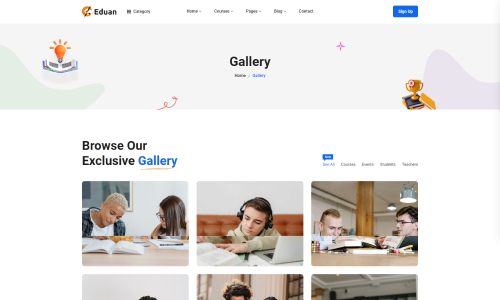 Eduan
Category
Home
Courses
Pages
Blog
Contact
Sign Up
Gallery
Home / Gallery
Browse Our
Exclusive Gallery
See All
Courses
Events
Students
Teachers